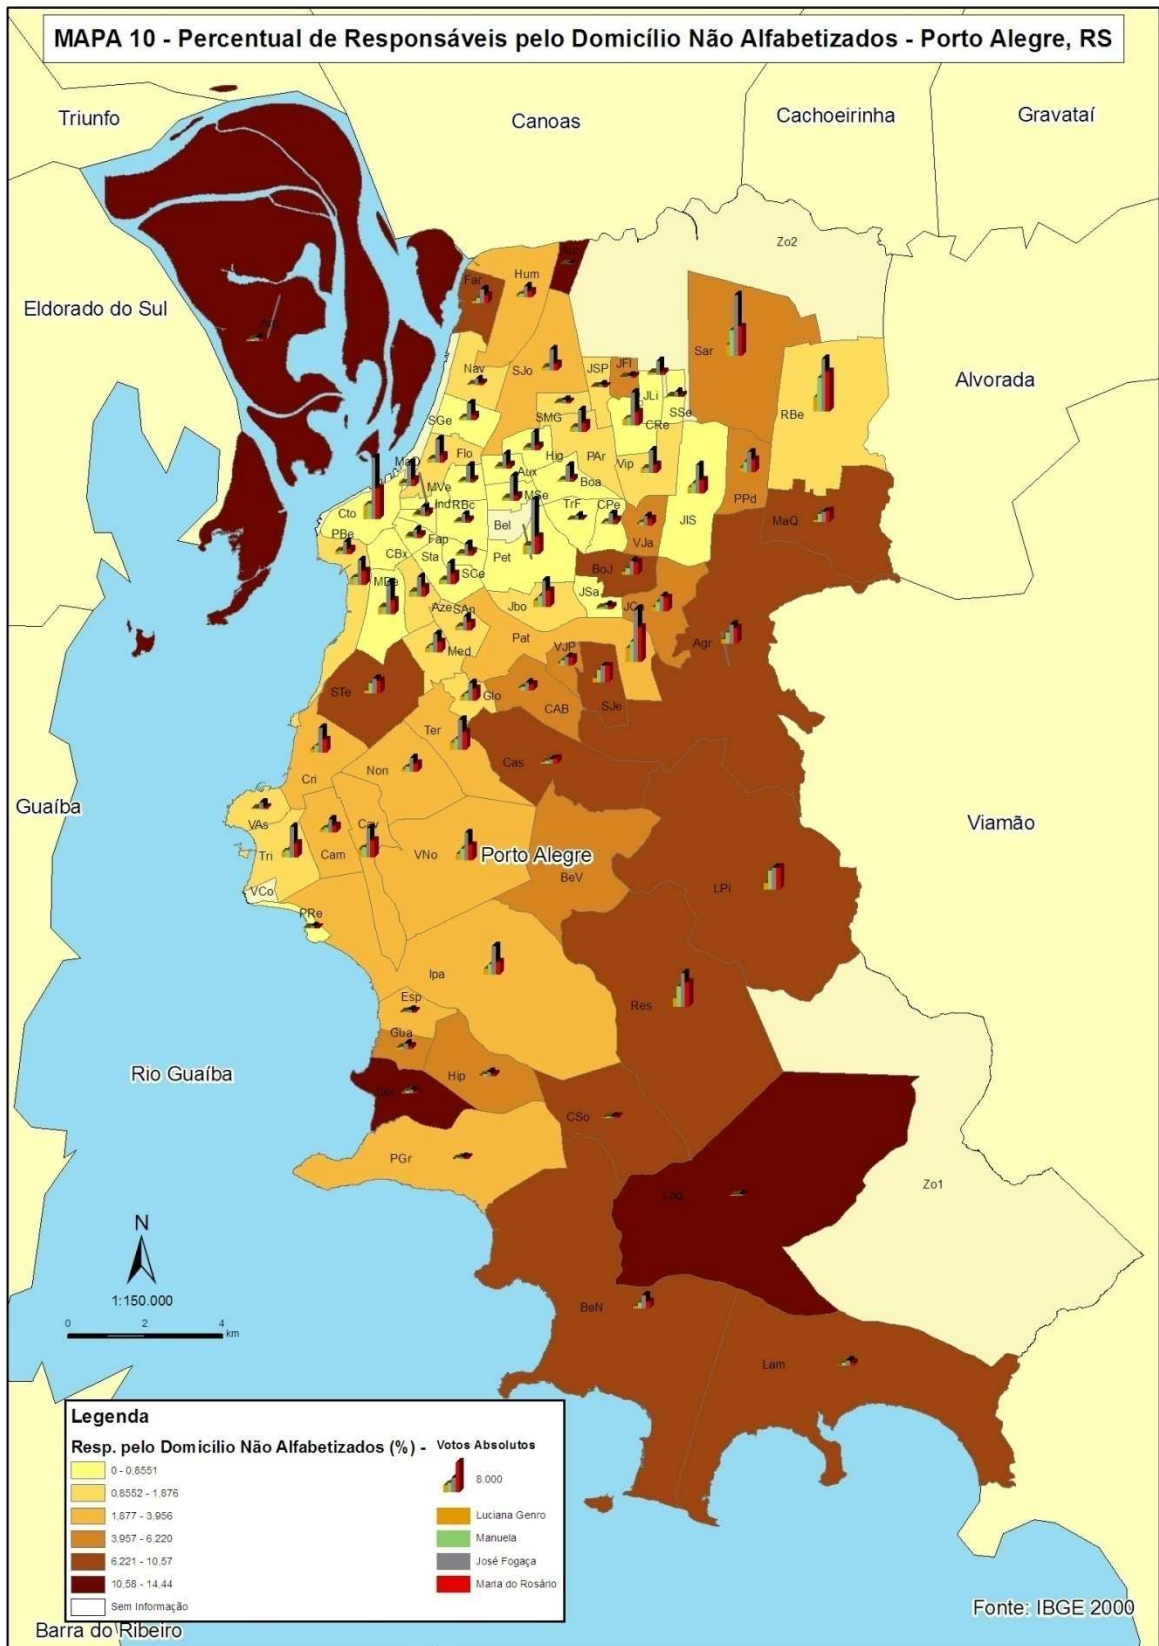 MAPA 10 - Percentual de Responsáveis pelo Domicílio Não Alfabetizados - Porto Alegre, RS
Triunfo
Canoas
Cachoeirinha
Gravataí
Zo2
Eldorado do Sul
Far
Hum
Sar
Alvorada
Nav
SJo
JSP
JFl
JLi
SSe
RBe
SGe
SMG
CRe
MaD
Flo
Hig
PAr
Vip
Aux
Boa
PPd
MVe
Ind
RBc
MSe
TrF
CPe
JIS
MaQ
Cto
Bel
PBe
Fap
VJa
CBx
Sta
Pet
BoJ
MDe
SCe
JSa
Aze
SAn
Jbo
JCa
Agr
Med
Pat
VJP
STe
Glo
CAB
SJe
Ter
Cri
Non
Cas
Guaíba
Viamão
VAs
Cav
Tri
Cam
VNo
Porto Alegre
BeV
LPi
VCo
PRe
Ipa
Res
Esp
Gua
Rio Guaíba
Hip
Ser
CSo
PGr
Zo1
N
1:150.000
0 2 4
km
BeN
Lam
Legenda
Resp. pelo Domicílio Não Alfabetizados (%) - Votos Absolutos
0 - 0,8551
8.000
0,8552 - 1.876
1,877 - 3,956
Luciana Genro
3,957 - 6,220
Manuela
6,221 - 10,57
José Fogaça
10,58 - 14,44
Maria do Rosário
Sem Informação
Fonte: IBGE 2000
Barra do Ribeiro